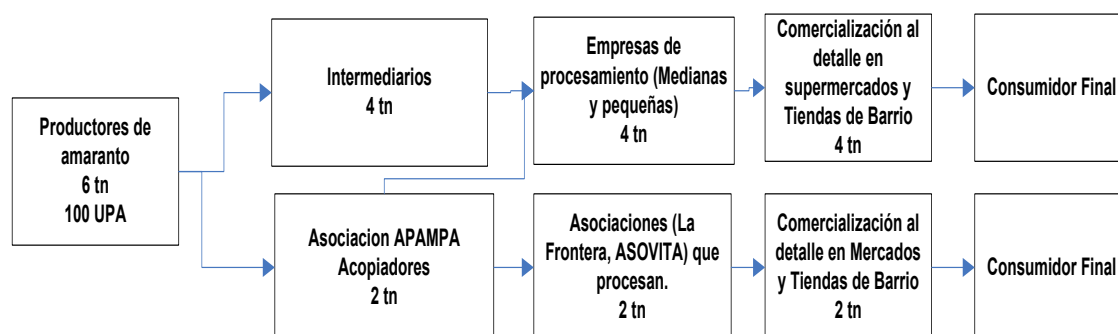 Productores de
amaranto
6 tn
100 UPA
Intermediarios
4 tn
Empresas de
procesamiento (Medianas
y pequeñas)
4 tn
Comercialización al
detalle en
supermercados y
Tiendas de Barrio
4 tn
Consumidor Final
Asociacion APAMPA
Acopiadores
2 tn
Asociaciones (La
Frontera, ASOVITA) que
procesan.
2 tn
Comercialización al
detalle en Mercados
y Tiendas de Barrio
2 tn
Consumidor Final